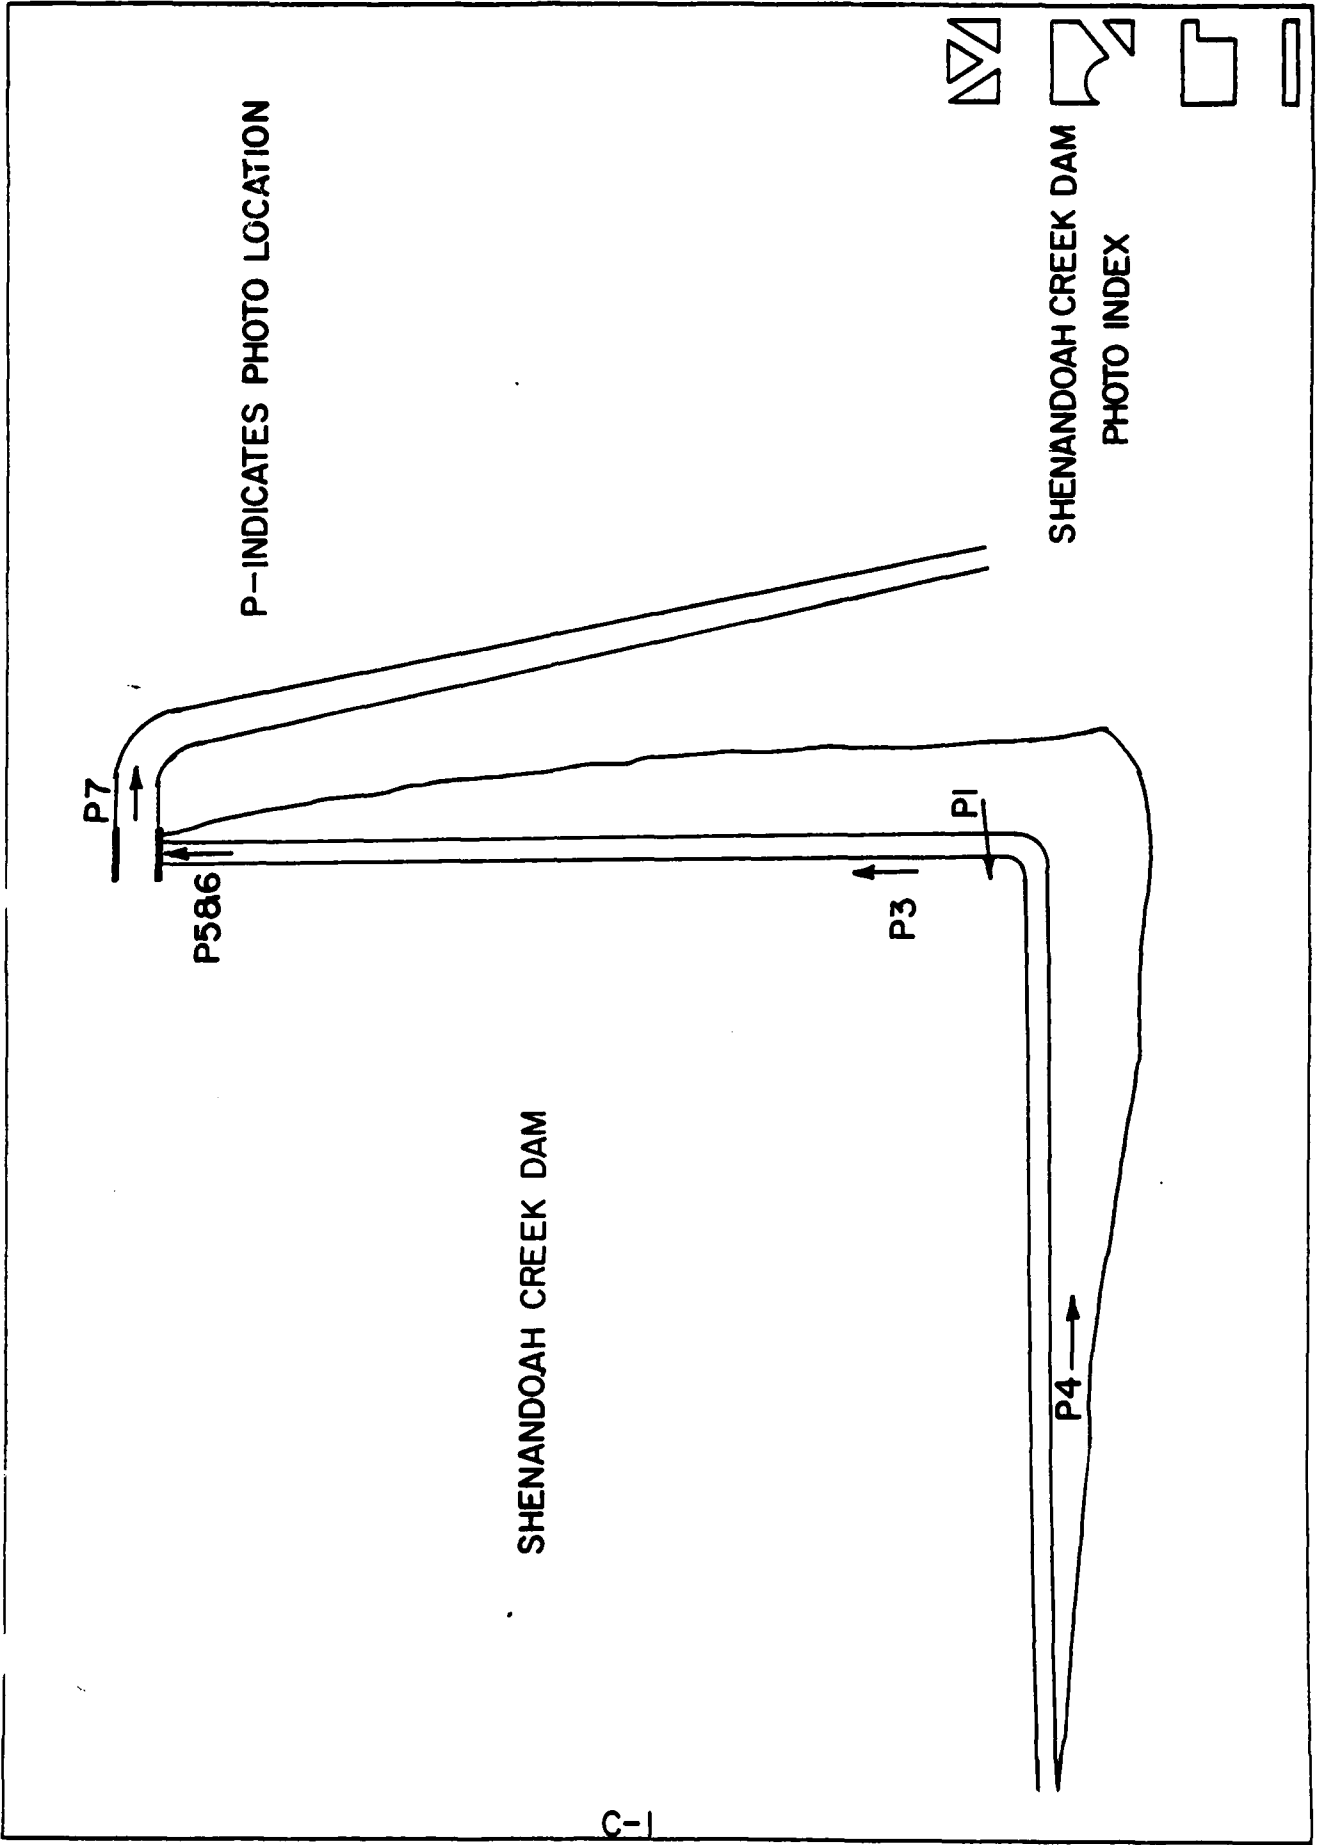 P-INDICATES PHOTO LOCATION
P7
P5&6
SHENANDOAH CREEK DAM
P3
P1
P4
SHENANDOAH CREEK DAM
PHOTO INDEX
C-1